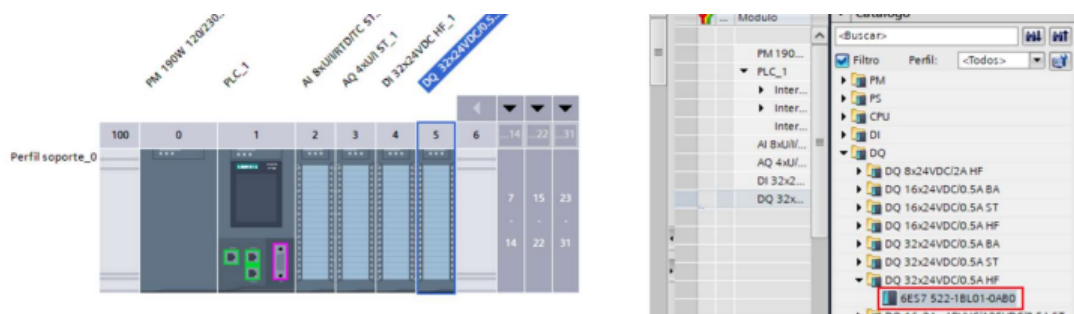 PM 190W 120/230...
PLC_1
AI 8xU/I/RTD/TC ST...
AQ 4xU/I ST_1
DI 32x24VDC HF_1
DQ 32x24VDC/0.5...
100 0 1 2 3 4 5 6 ...14 ...22 ...31
Perfil soporte_0
SIEMENS
7 15 23
- - -
14 22 31
... Módulo
PM 190...
PLC_1
Inter...
Inter...
Inter...
AI 8xU/I/...
AQ 4xU/...
DI 32x2...
DQ 32x...
Catálogo
<Buscar>
Filtro Perfil: <Todos>
PM
PS
CPU
DI
DQ
DQ 8x24VDC/2A HF
DQ 16x24VDC/0.5A BA
DQ 16x24VDC/0.5A ST
DQ 16x24VDC/0.5A HF
DQ 32x24VDC/0.5A BA
DQ 32x24VDC/0.5A ST
DQ 32x24VDC/0.5A HF
6ES7 522-1BL01-0AB0